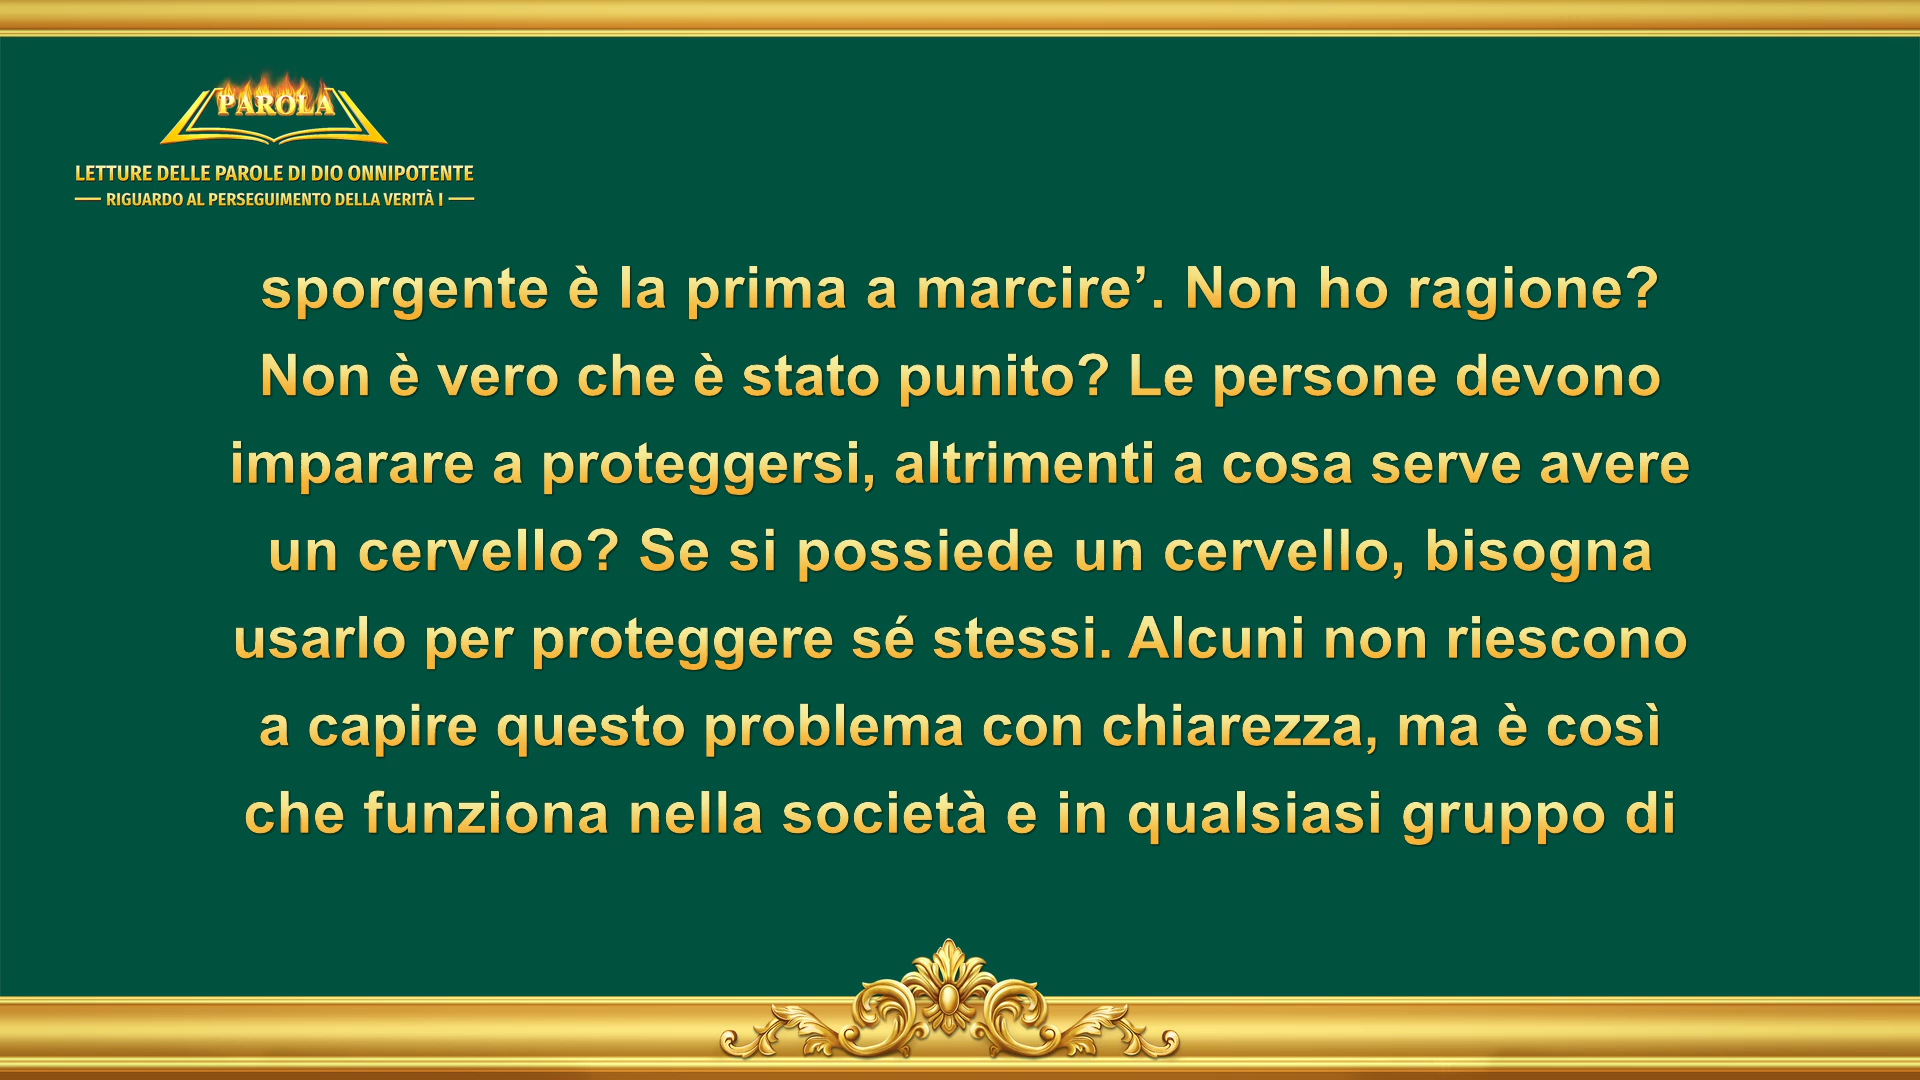 PAROLA
LETTURE DELLE PAROLE DI DIO ONNIPOTENTE
RIGUARDO AL PERSEGUIMENTO DELLA VERITÀ I
sporgente è la prima a marcire’. Non ho ragione?
Non è vero che è stato punito? Le persone devono
imparare a proteggersi, altrimenti a cosa serve avere
un cervello? Se si possiede un cervello, bisogna
usarlo per proteggere sé stessi. Alcuni non riescono
a capire questo problema con chiarezza, ma è così
che funziona nella società e in qualsiasi gruppo di